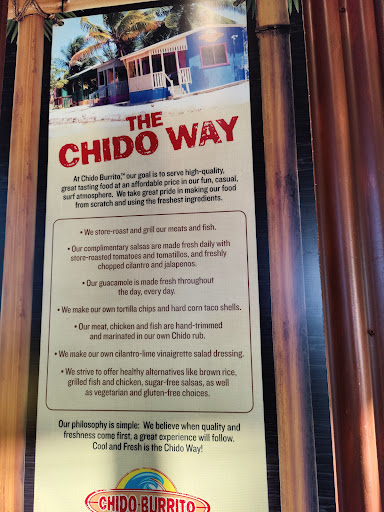 THE
CHIDO WAY
At Chido Burrito,™ our goal is to serve high-quality,
great tasting food at an affordable price in our fun, casual,
surf atmosphere. We take great pride in making our food
from scratch and using the freshest ingredients.
• We store-roast and grill our meats and fish.
• Our complimentary salsas are made fresh daily with
store-roasted tomatoes and tomatillos, and freshly
chopped cilantro and jalapenos.
• Our guacamole is made fresh throughout
the day, every day.
• We make our own tortilla chips and hard corn taco shells.
• Our meat, chicken and fish are hand-trimmed
and marinated in our own Chido rub.
• We make our own cilantro-lime vinaigrette salad dressing.
• We strive to offer healthy alternatives like brown rice,
grilled fish and chicken, sugar-free salsas, as well
as vegetarian and gluten-free choices.
Our philosophy is simple: We believe when quality and
freshness come first, a great experience will follow.
Cool and Fresh is the Chido Way!
CHIDO BURRITO